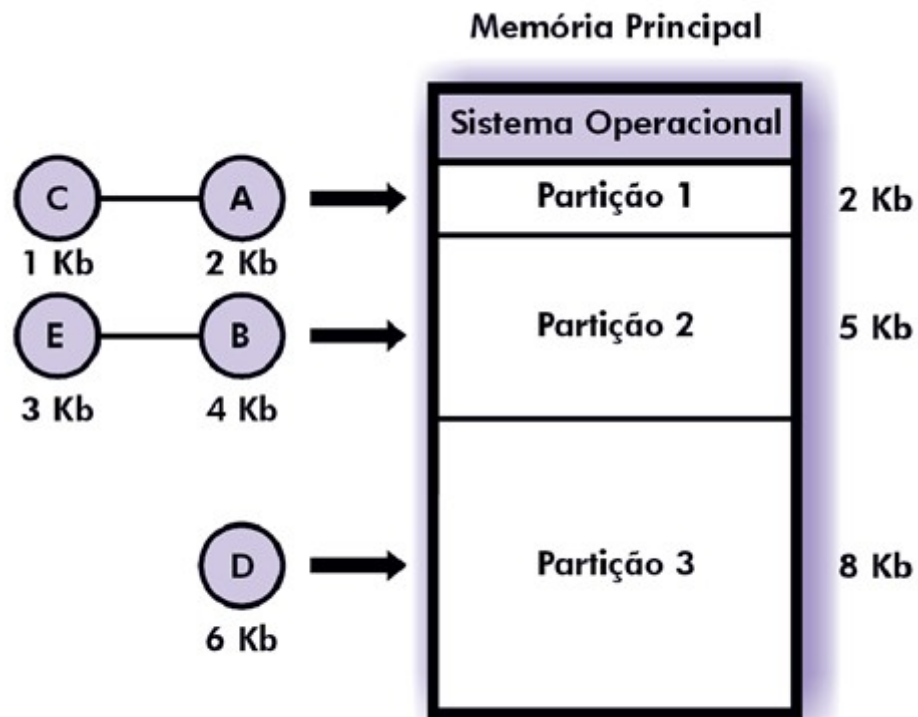 Memória Principal
Sistema Operacional
C
A
Partição 1
2 Kb
1 Kb
2 Kb
E
B
Partição 2
5 Kb
3 Kb
4 Kb
D
Partição 3
8 Kb
6 Kb